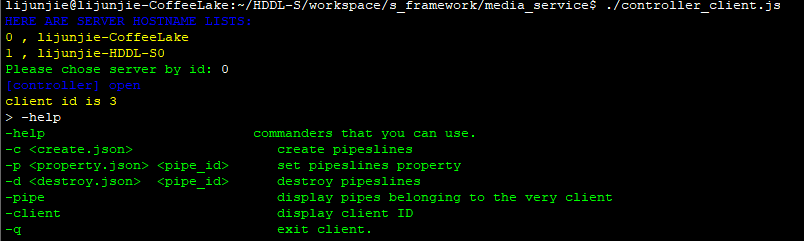 lijunjie@lijunjie-CoffeeLake:~/HDDL-S/workspace/s_framework/media_service$ ./controller_client.js
HERE ARE SERVER HOSTNAME LISTS:
0 , lijunjie-CoffeeLake
1 , lijunjie-HDDL-S0
Please chose server by id: 0
[controller] open
client id is 3
> -help
-help commanders that you can use.
-c <create.json> create pipeslines
-p <property.json> <pipe_id> set pipeslines property
-d <destroy.json> <pipe_id> destroy pipeslines
-pipe display pipes belonging to the very client
-client display client ID
-q exit client.